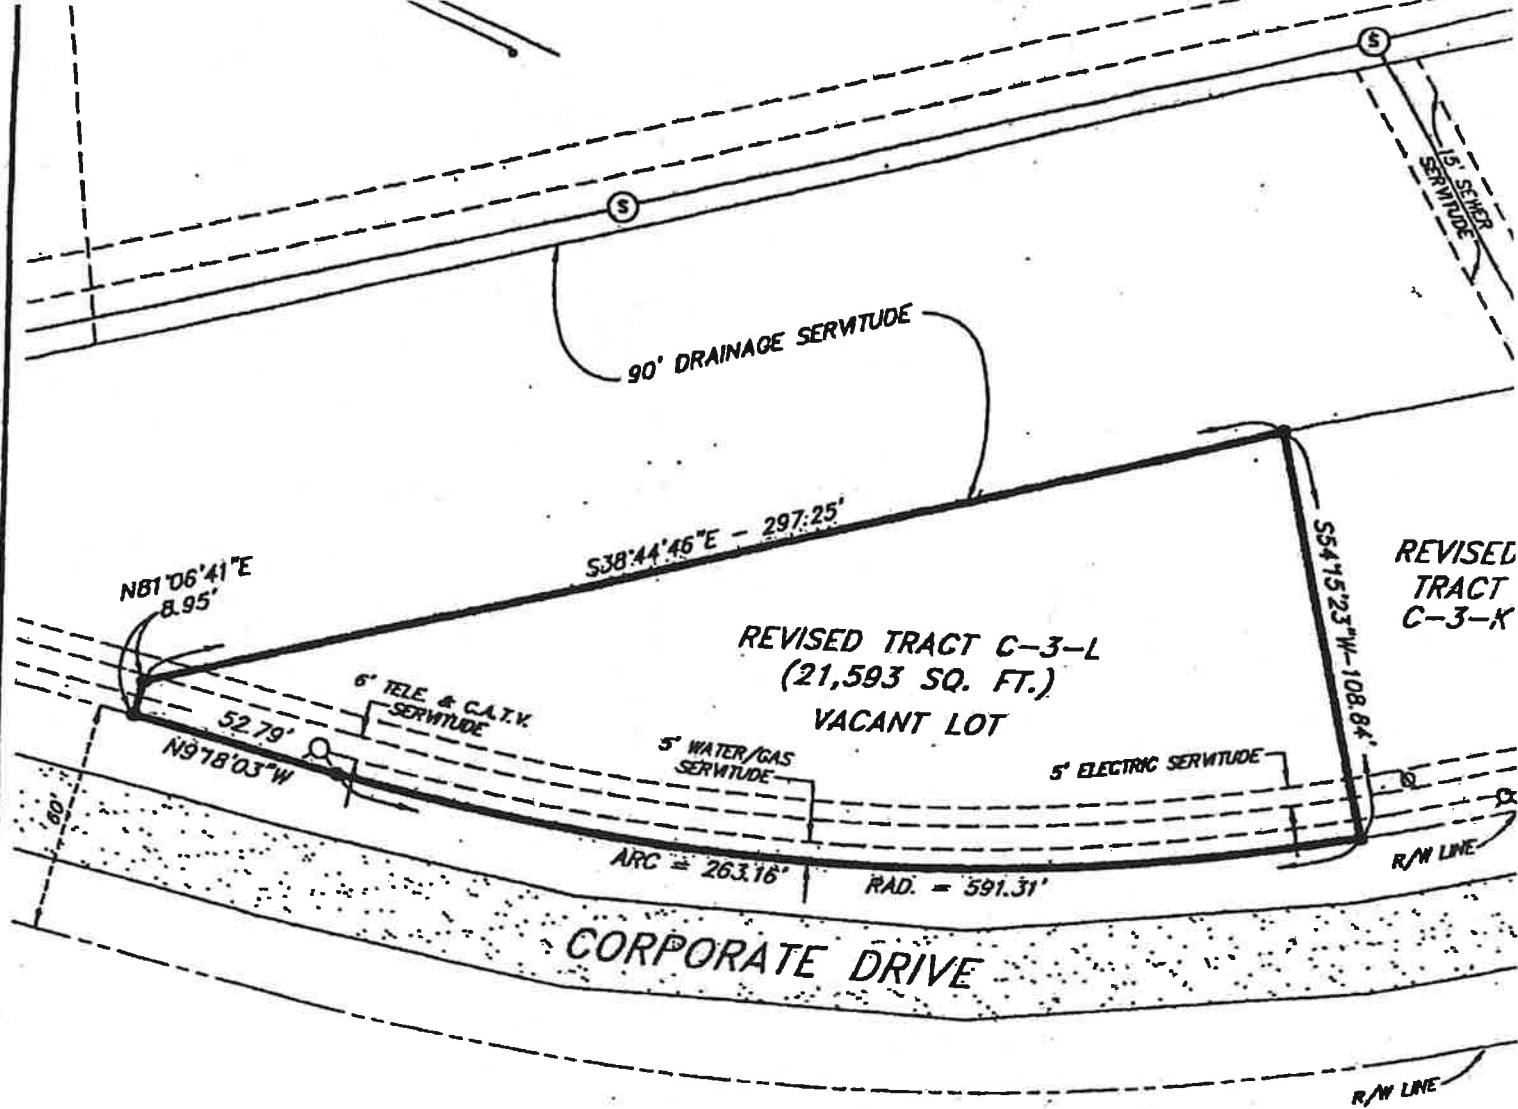 S
S
15' SEWER
SERVITUDE
90' DRAINAGE SERVITUDE
S38°44'46"E - 297.25'
N81°06'41"E
8.95'
S54°15'23"W-108.84'
REVISED
TRACT
C-3-K
REVISED TRACT C-3-L
(21,593 SQ. FT.)
VACANT LOT
6' TELE. & C.A.T.V.
SERVITUDE
52.79'
N9°18'03"W
5' WATER/GAS
SERVITUDE
5' ELECTRIC SERVITUDE
60'
ARC = 263.16'
RAD. = 591.31'
R/W LINE
CORPORATE DRIVE
R/W LINE